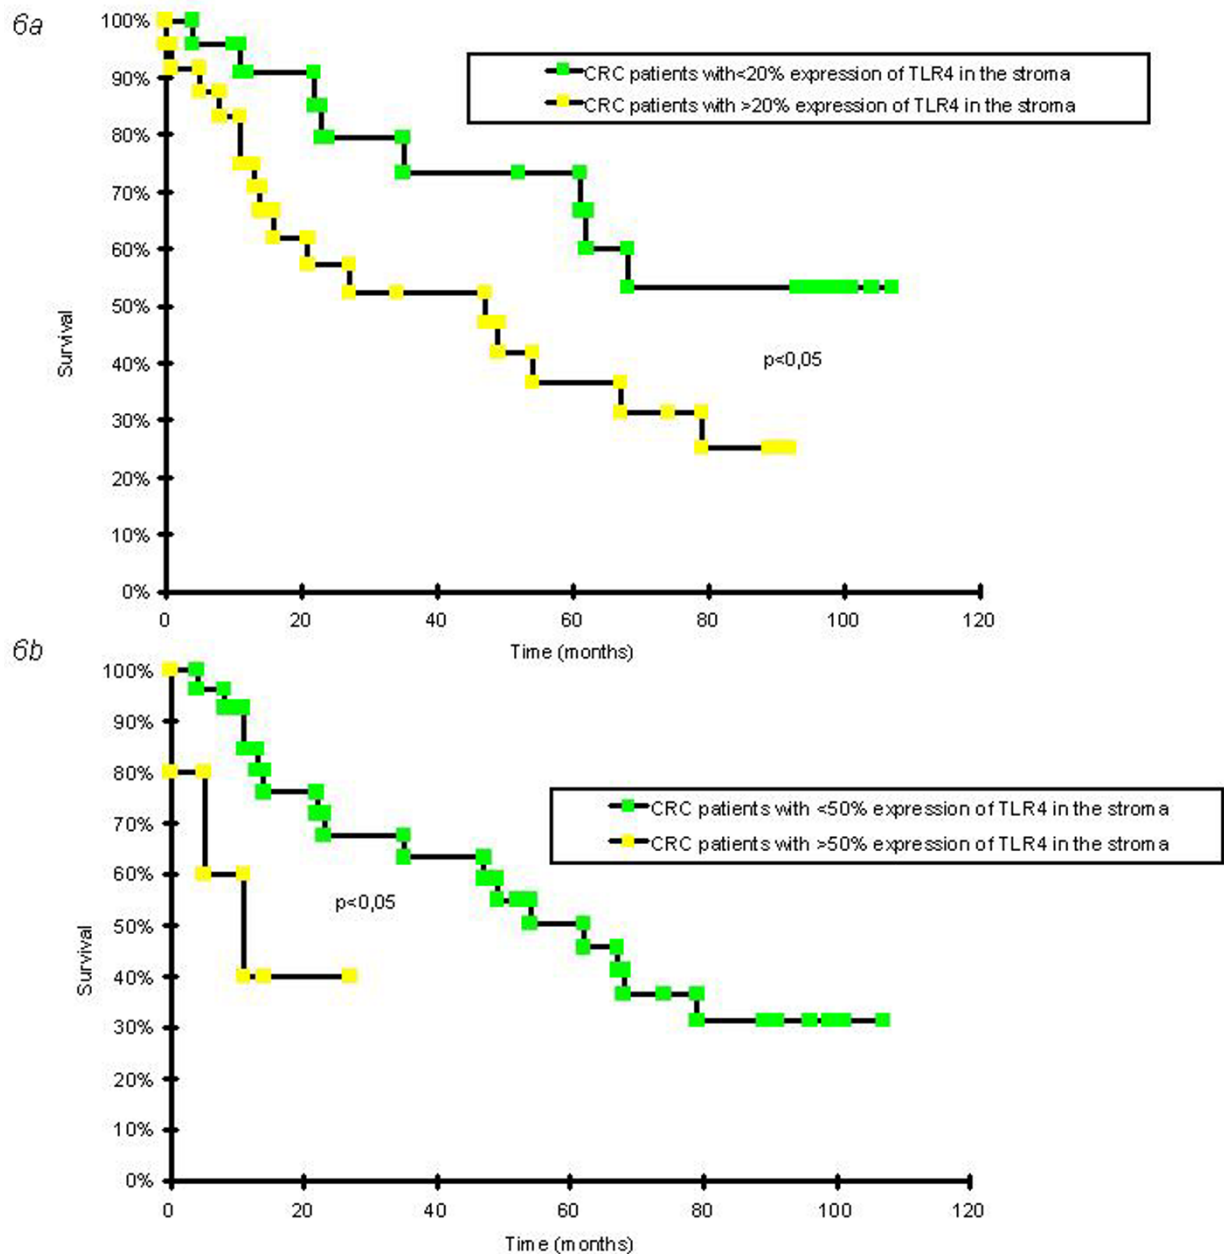 6a
100%
90%
80%
70%
60%
50%
40%
30%
20%
10%
0%
Survival
CRC patients with<20% expression of TLR4 in the stroma
CRC patients with >20% expression of TLR4 in the stroma
p<0,05
0 20 40 60 80 100 120
Time (months)
6b
100%
90%
80%
70%
60%
50%
40%
30%
20%
10%
0%
Survival
CRC patients with <50% expression of TLR4 in the stroma
CRC patients with >50% expression of TLR4 in the stroma
p<0,05
0 20 40 60 80 100 120
Time (months)